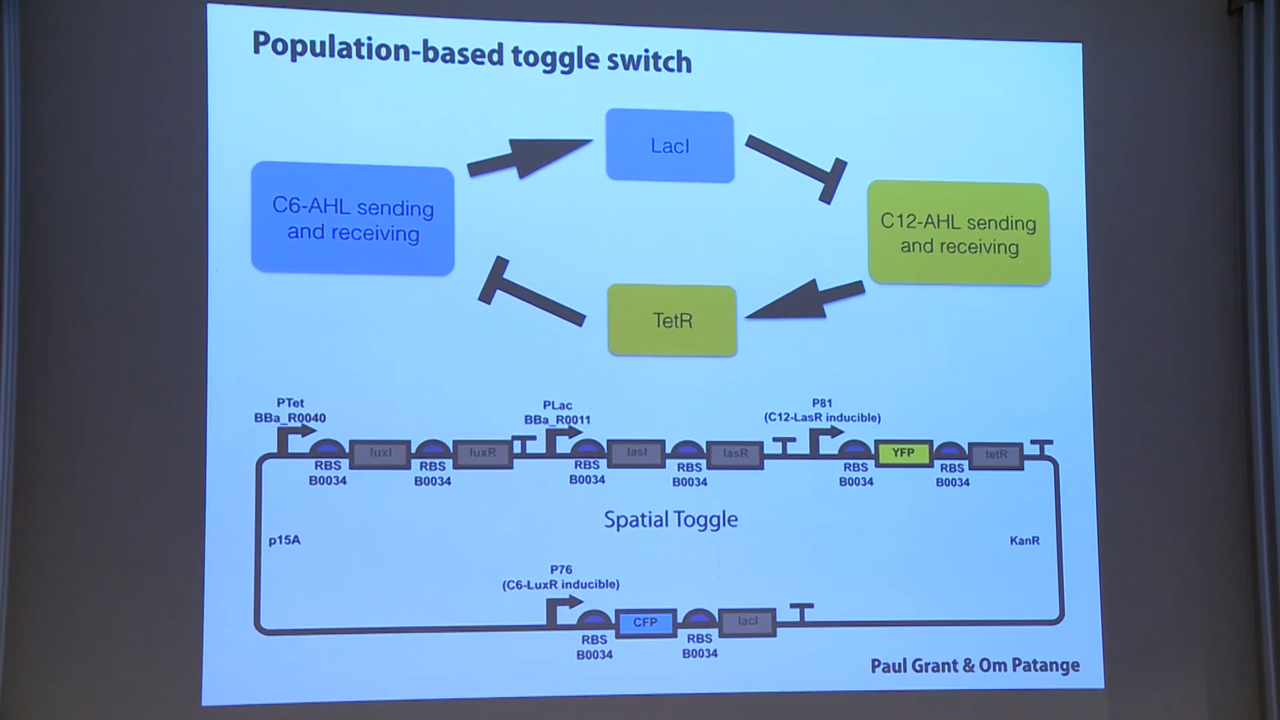 Population-based toggle switch
LacI
C6-AHL sending
and receiving
C12-AHL sending
and receiving
TetR
PTet
BBa_R0040
PLac
BBa_R0011
P81
(C12-LasR inducible)
luxI
luxR
lasI
lasR
YFP
tetR
RBS
B0034
RBS
B0034
RBS
B0034
RBS
B0034
RBS
B0034
RBS
B0034
Spatial Toggle
p15A
KanR
P76
(C6-LuxR inducible)
CFP
lacI
RBS
B0034
RBS
B0034
Paul Grant & Om Patange